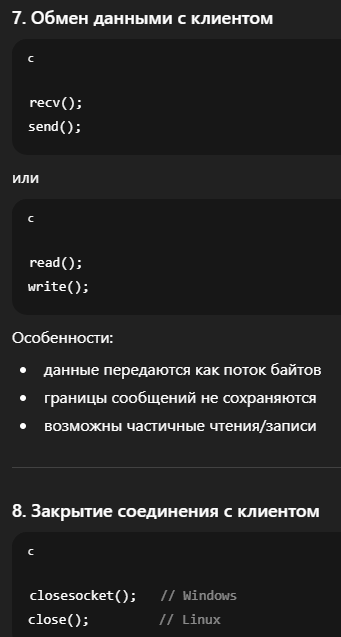 7. Обмен данными с клиентом
c
recv();
send();
или
c
read();
write();
Особенности:
• данные передаются как поток байтов
• границы сообщений не сохраняются
• возможны частичные чтения/записи
8. Закрытие соединения с клиентом
c
closesocket();   // Windows
close();         // Linux